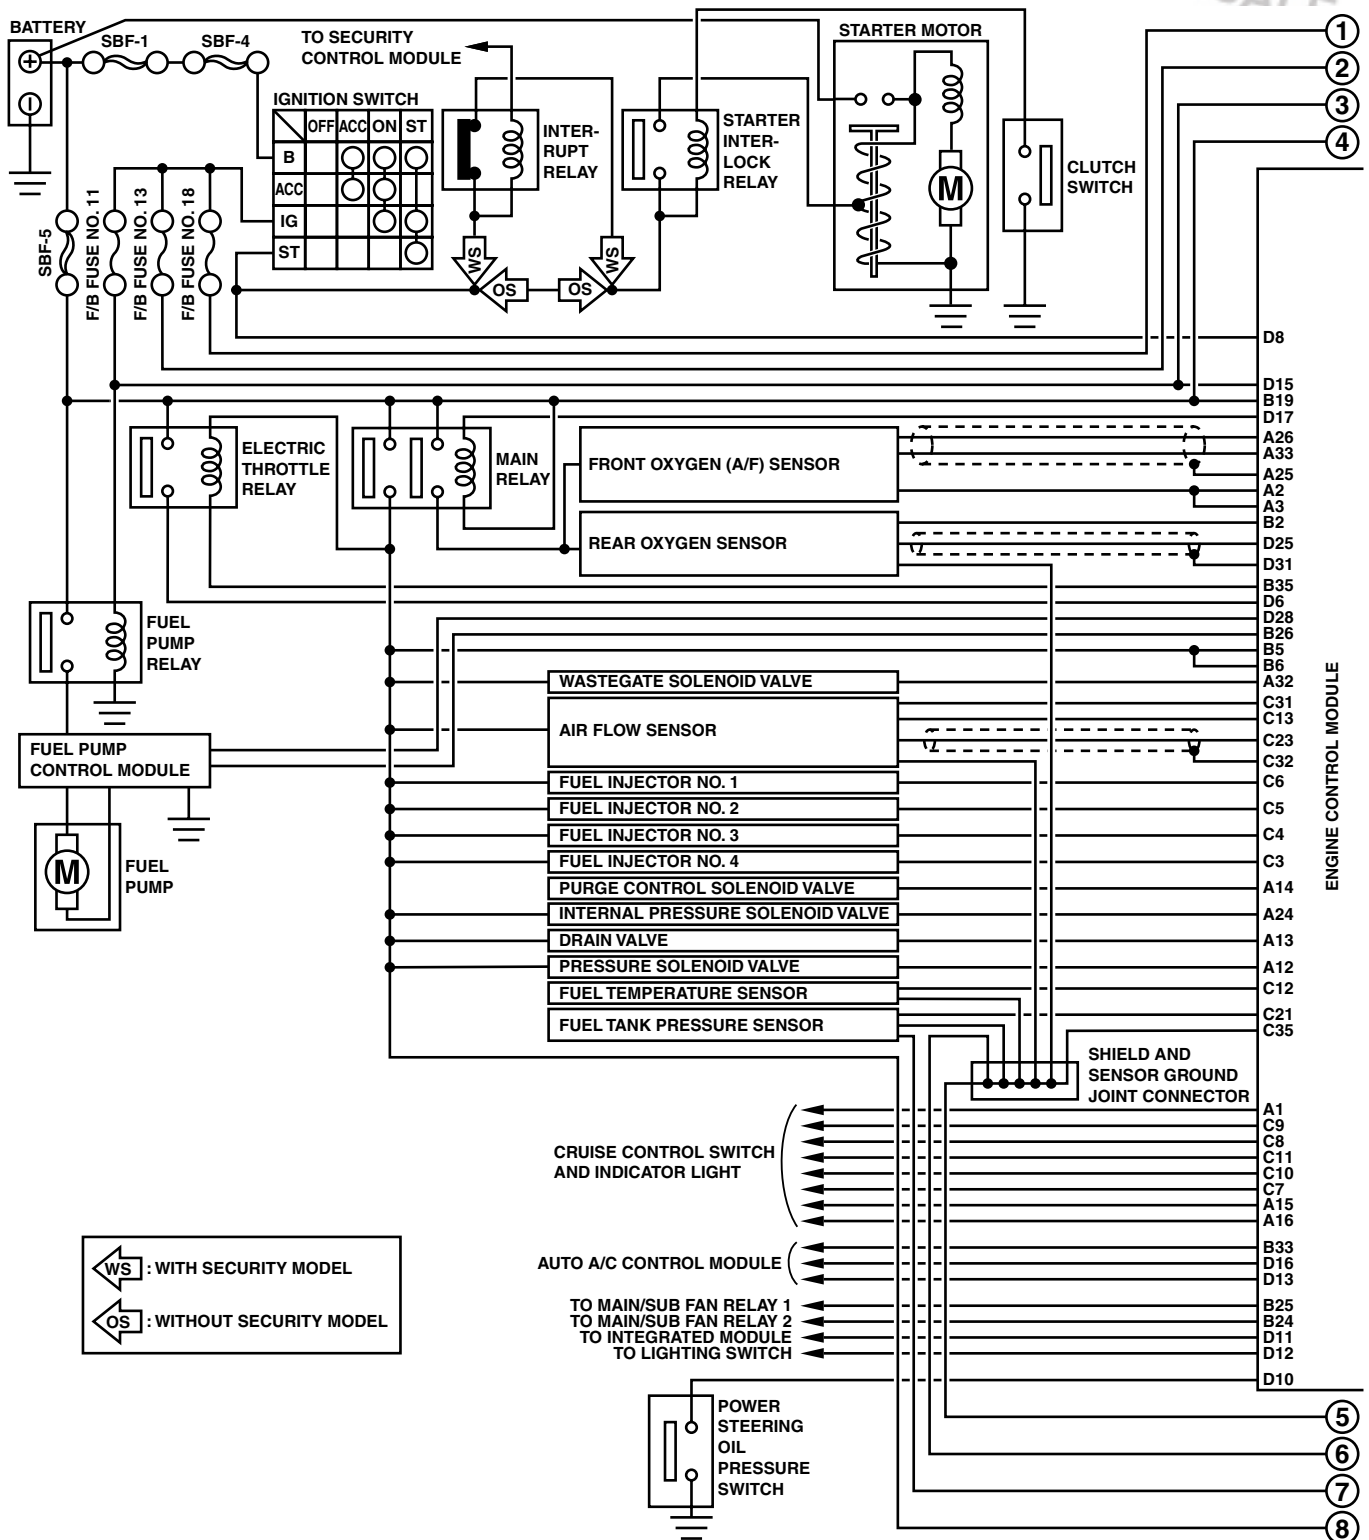 BATTERY
SBF-1
SBF-4
TO SECURITY
CONTROL MODULE
STARTER MOTOR
1
2
3
4
IGNITION SWITCH
OFF ACC ON ST
B
ACC
IG
ST
INTER-
RUPT
RELAY
STARTER
INTER-
LOCK
RELAY
M
CLUTCH
SWITCH
SBF-5
F/B FUSE NO. 11
F/B FUSE NO. 13
F/B FUSE NO. 18
WS
OS
OS
WS
D8
D15
B19
D17
A26
A33
A25
A2
A3
B2
D25
D31
B35
D6
D28
B26
B5
B6
A32
C31
C13
C23
C32
C6
C5
C4
C3
A14
A24
A13
A12
C12
C21
C35
A1
C9
C8
C11
C10
C7
A15
A16
B33
D16
D13
B25
B24
D11
D12
D10
ENGINE CONTROL MODULE
ELECTRIC
THROTTLE
RELAY
MAIN
RELAY
FRONT OXYGEN (A/F) SENSOR
REAR OXYGEN SENSOR
FUEL
PUMP
RELAY
FUEL PUMP
CONTROL MODULE
M
FUEL
PUMP
WASTEGATE SOLENOID VALVE
AIR FLOW SENSOR
FUEL INJECTOR NO. 1
FUEL INJECTOR NO. 2
FUEL INJECTOR NO. 3
FUEL INJECTOR NO. 4
PURGE CONTROL SOLENOID VALVE
INTERNAL PRESSURE SOLENOID VALVE
DRAIN VALVE
PRESSURE SOLENOID VALVE
FUEL TEMPERATURE SENSOR
FUEL TANK PRESSURE SENSOR
SHIELD AND
SENSOR GROUND
JOINT CONNECTOR
CRUISE CONTROL SWITCH
AND INDICATOR LIGHT
AUTO A/C CONTROL MODULE
TO MAIN/SUB FAN RELAY 1
TO MAIN/SUB FAN RELAY 2
TO INTEGRATED MODULE
TO LIGHTING SWITCH
WS : WITH SECURITY MODEL
OS : WITHOUT SECURITY MODEL
POWER
STEERING
OIL
PRESSURE
SWITCH
5
6
7
8